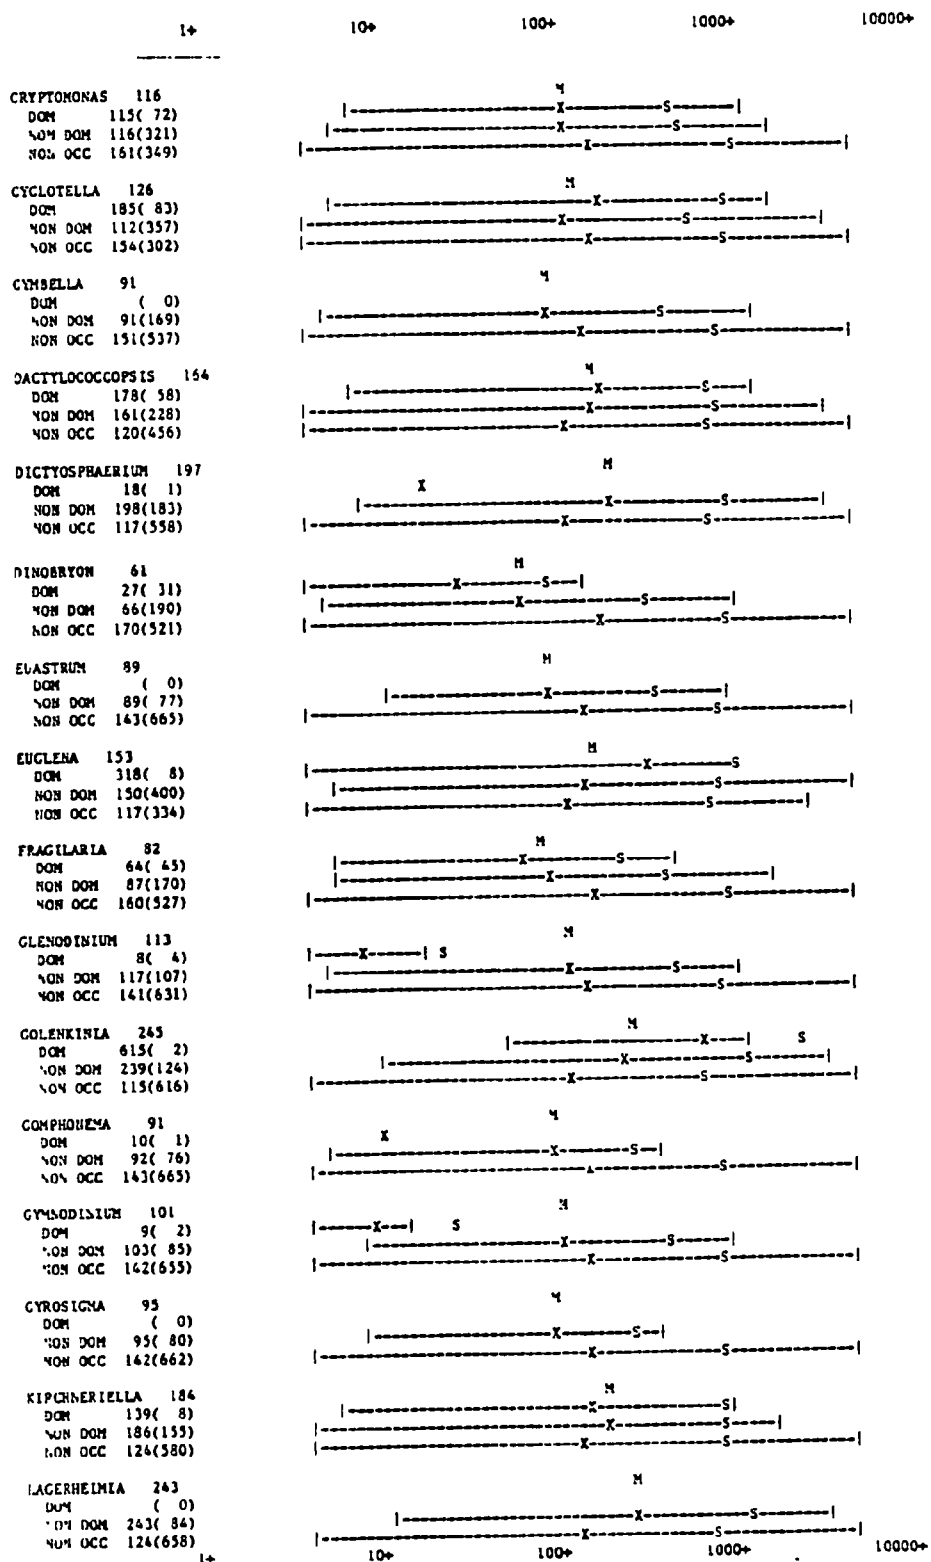 1+ 10+ 100+ 1000+ 10000+
CRYPTOMONAS 116
DOM 115( 72)
NON DOM 116(321)
NON OCC 161(349)
M
X S
X S
X S
CYCLOTELLA 126
DOM 185( 83)
NON DOM 112(357)
NON OCC 154(302)
M
X S
X S
X S
CYMBELLA 91
DOM ( 0)
NON DOM 91(169)
NON OCC 151(537)
M
X S
X S
DACTYLOCOCCOPSIS 164
DOM 178( 58)
NON DOM 161(228)
NON OCC 120(456)
M
X S
X S
X S
DICTYOSPHAERIUM 197
DOM 18( 1)
NON DOM 198(183)
NON OCC 117(558)
M
X
X S
X S
DINOBRYON 61
DOM 27( 31)
NON DOM 66(190)
NON OCC 170(521)
M
X S
X S
X S
EUASTRUM 89
DOM ( 0)
NON DOM 89( 77)
NON OCC 143(665)
M
X S
X S
EUGLENA 153
DOM 318( 8)
NON DOM 150(400)
NON OCC 117(334)
M
X S
X S
X S
FRAGILARIA 82
DOM 64( 45)
NON DOM 87(170)
NON OCC 160(527)
M
X S
X S
X S
GLENODINIUM 113
DOM 8( 4)
NON DOM 117(107)
NON OCC 141(631)
M
X S
X S
X S
GOLENKINIA 245
DOM 615( 2)
NON DOM 239(124)
NON OCC 115(616)
M
X S
X S
X S
GOMPHONEMA 91
DOM 10( 1)
NON DOM 92( 76)
NON OCC 143(665)
M
X
X S
S
GYMNODINIUM 101
DOM 9( 2)
NON DOM 103( 85)
NON OCC 142(655)
M
X S
X S
X S
GYROSIGMA 95
DOM ( 0)
NON DOM 95( 80)
NON OCC 142(662)
M
X S
X S
KIRCHNERIELLA 184
DOM 139( 8)
NON DOM 186(155)
NON OCC 124(580)
M
X S
X S
X S
LAGERHEIMIA 243
DOM ( 0)
NON DOM 243( 84)
NON OCC 124(658)
M
X S
X S
1+ 10+ 100+ 1000+ 10000+